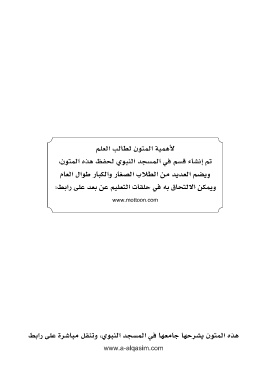 لأهمية المتون لطالب العلم
تم إنشاء قسم في المسجد النبوي لحفظ هذه المتون،
ويضم العديد من الطلاب الصغار والكبار طوال العام
ويمكن الالتحاق به في حلقات التعليم عن بعد على رابط:
www.mottoon.com
هذه المتون يشرحها جامعها في المسجد النبوي، وتنقل مباشرة على رابط
www.a-alqasim.com